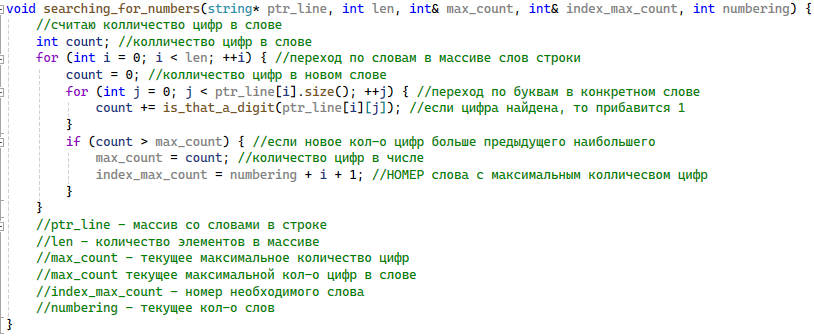 void searching_for_numbers(string* ptr_line, int len, int& max_count, int& index_max_count, int numbering) {
//считаю колличество цифр в слове
int count; //колличество цифр в слове
for (int i = 0; i < len; ++i) { //переход по словам в массиве слов строки
count = 0; //колличество цифр в новом слове
for (int j = 0; j < ptr_line[i].size(); ++j) { //переход по буквам в конкретном слове
count += is_that_a_digit(ptr_line[i][j]); //если цифра найдена, то прибавится 1
}
if (count > max_count) { //если новое кол-о цифр больше предыдущего наибольшего
max_count = count; //количество цифр в числе
index_max_count = numbering + i + 1; //НОМЕР слова с максимальным колличесвом цифр
}
}
//ptr_line - массив со словами в строке
//len - количество элементов в массиве
//max_count - текущее максимальное количество цифр
//max_count текущее максимальной кол-о цифр в слове
//index_max_count - номер необходимого слова
//numbering - текущее кол-о слов
}